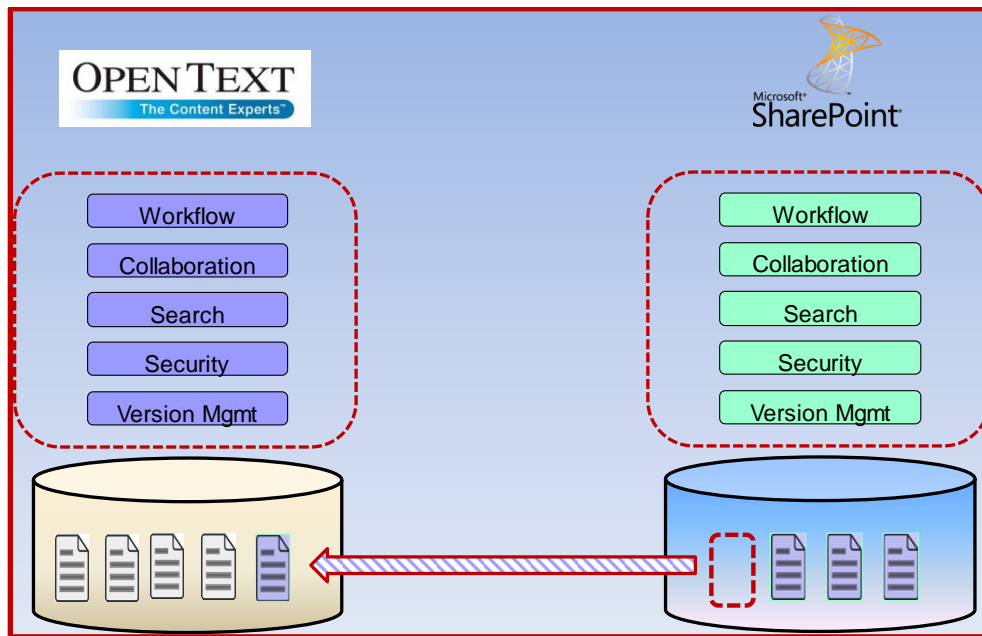 OPEN TEXT
The Content Experts™
Microsoft®
SharePoint®
Workflow
Collaboration
Search
Security
Version Mgmt
Workflow
Collaboration
Search
Security
Version Mgmt